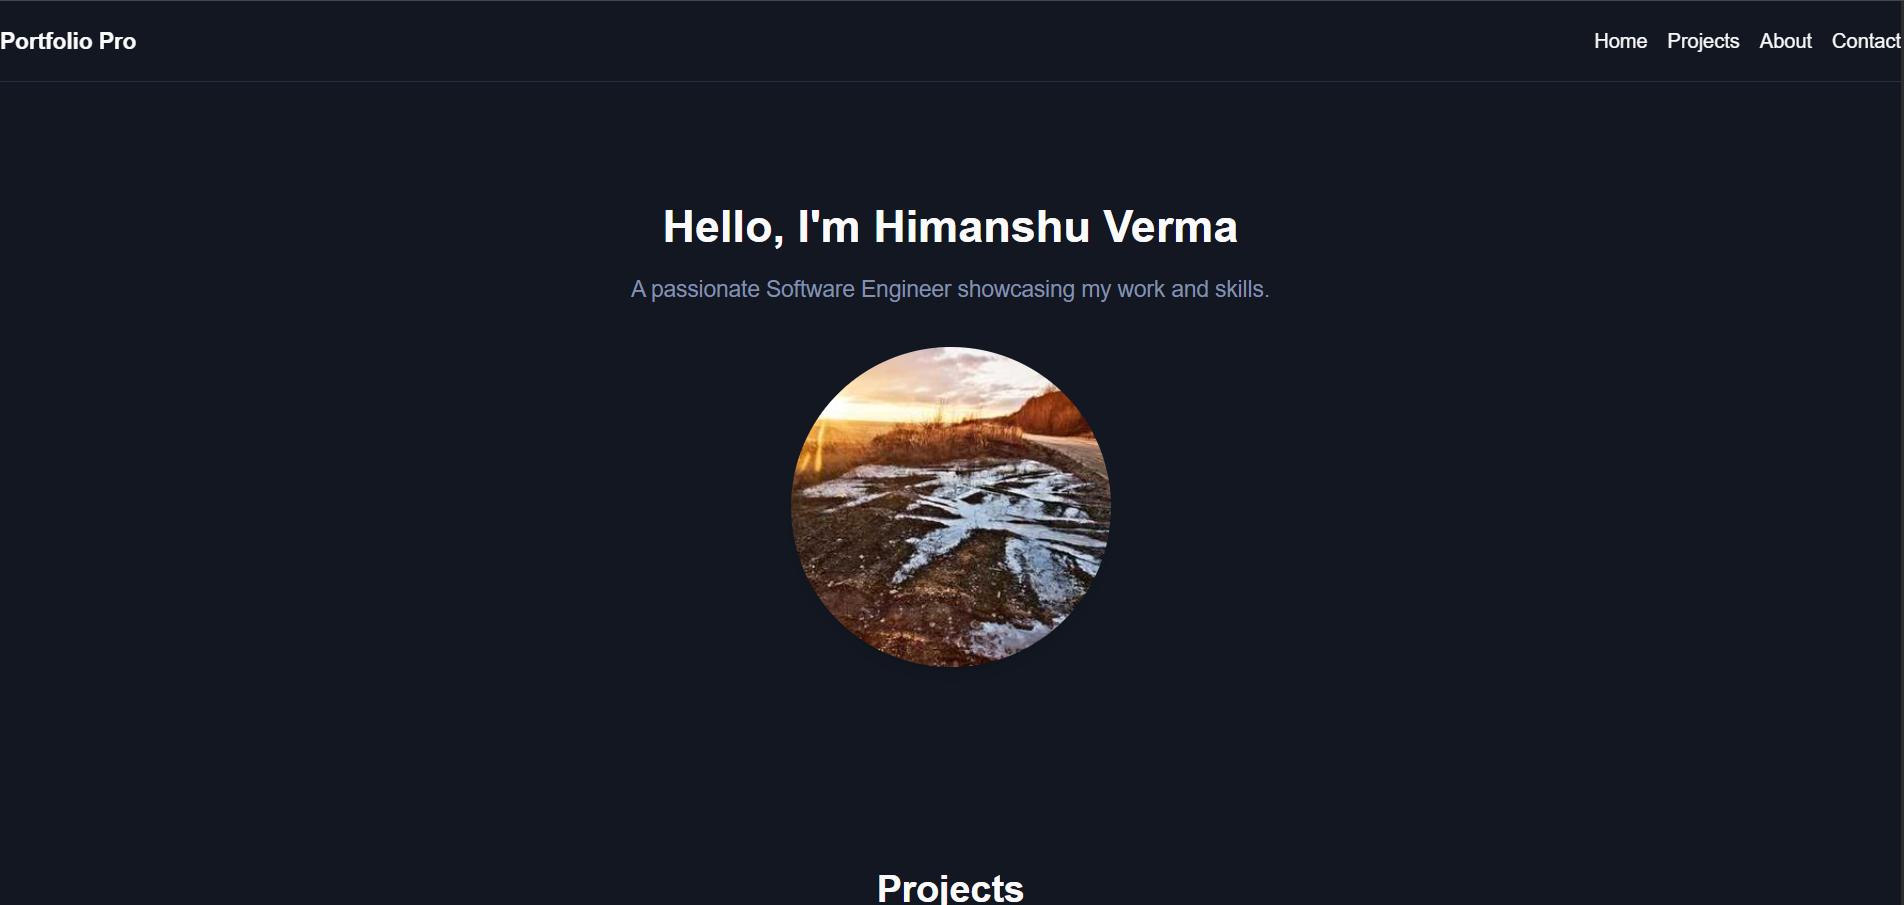 Portfolio Pro
Home Projects About Contact
Hello, I'm Himanshu Verma
A passionate Software Engineer showcasing my work and skills.
Projects